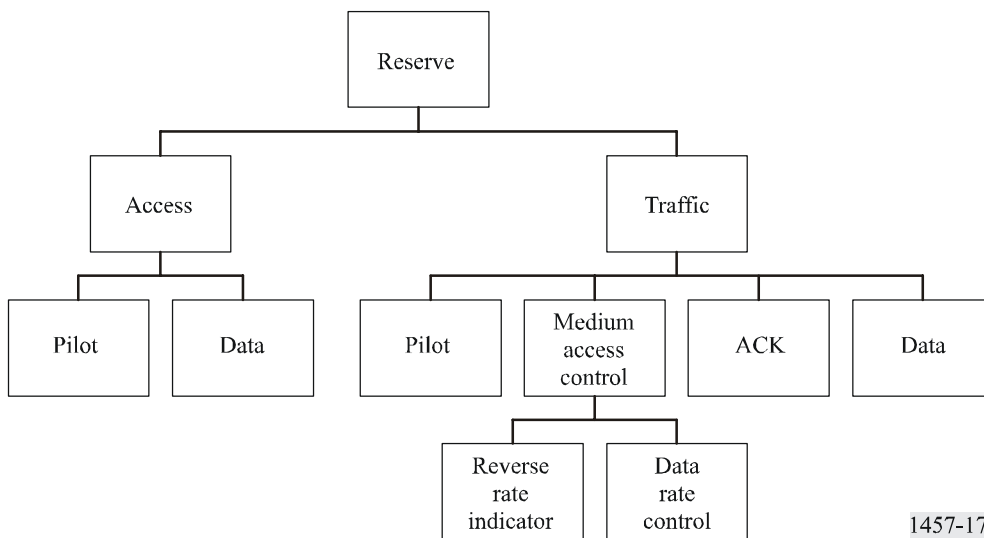 Reserve
Access
Traffic
Pilot
Data
Pilot
Medium
access
control
ACK
Data
Reverse
rate
indicator
Data
rate
control
1457-17